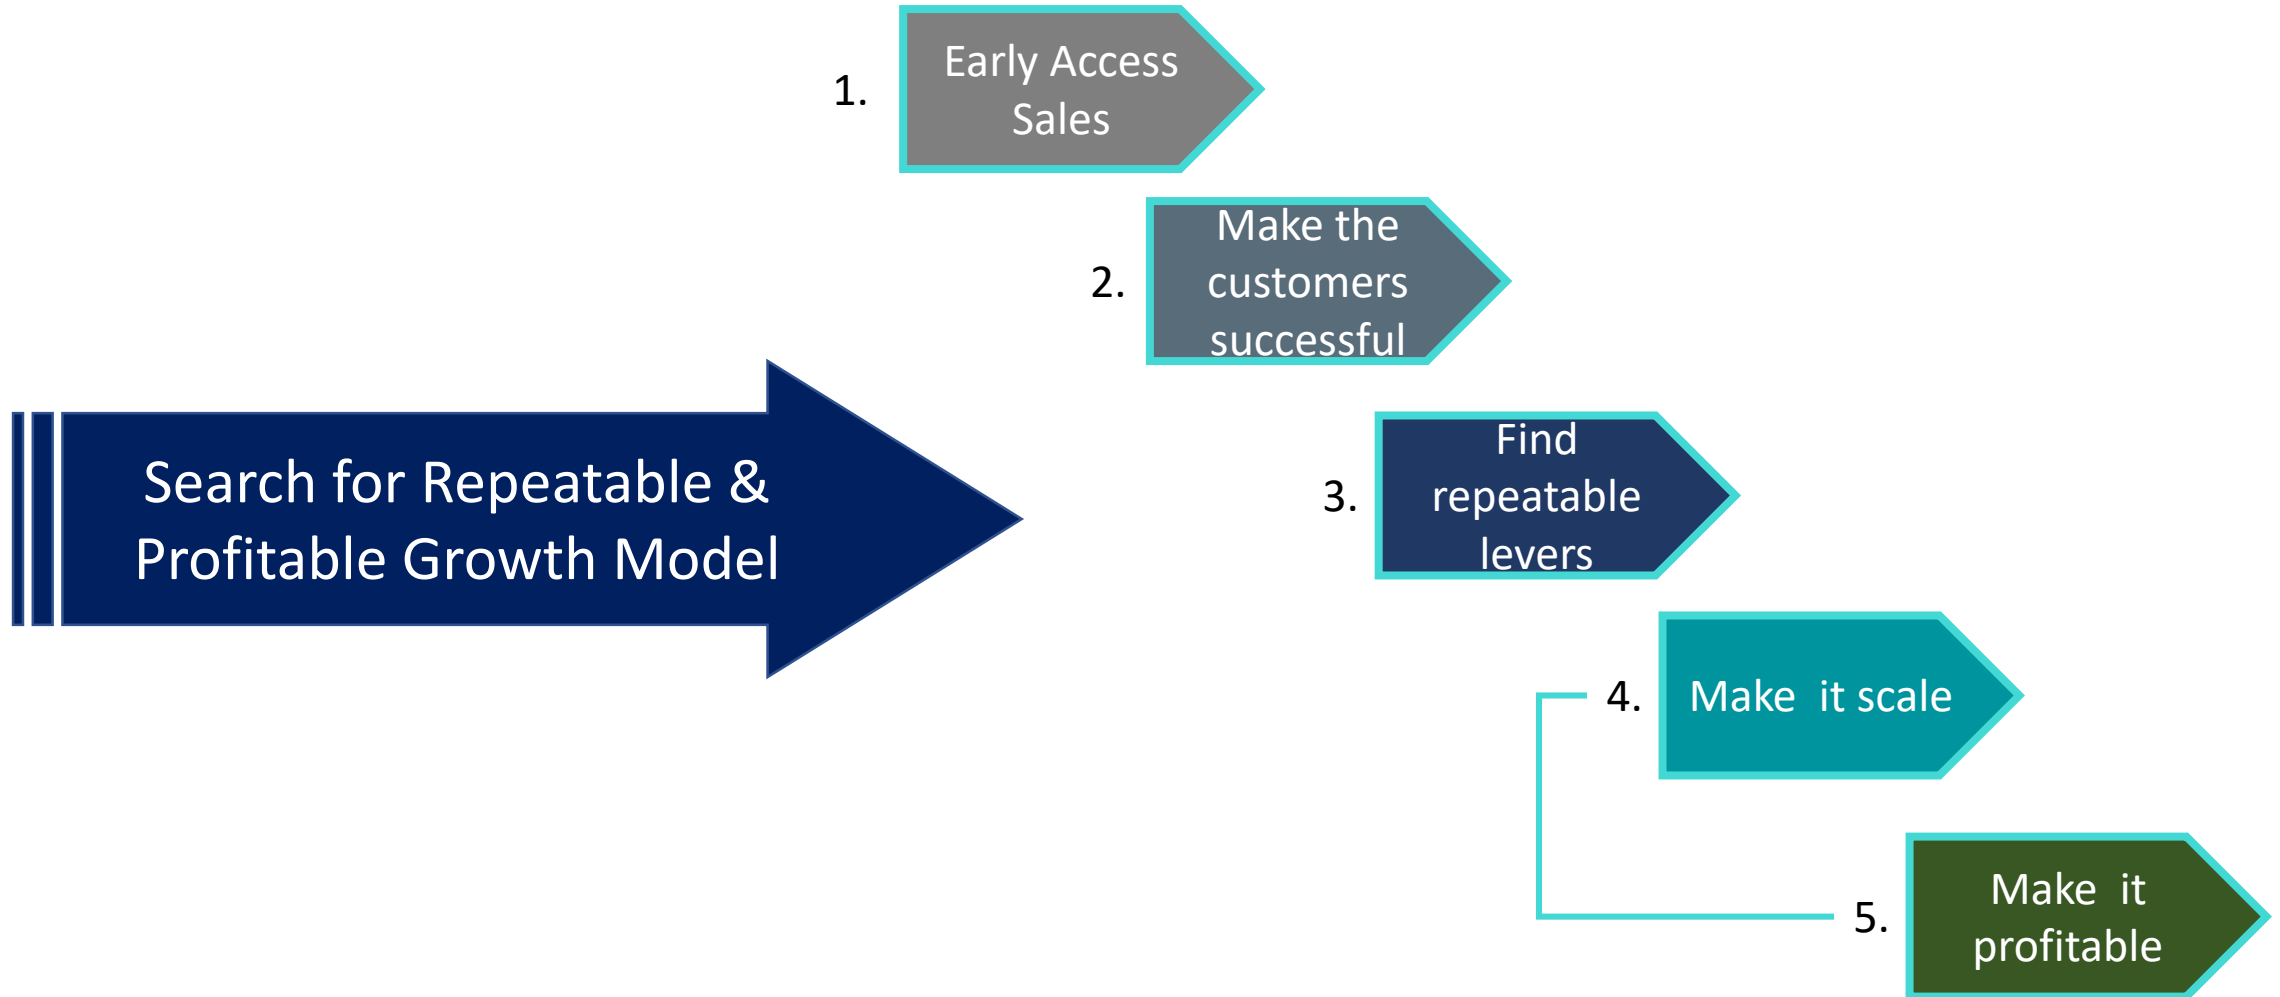 1.
Early Access
Sales
2.
Make the
customers
successful
Search for Repeatable &
Profitable Growth Model
3.
Find
repeatable
levers
4.
Make  it scale
5.
Make  it
profitable